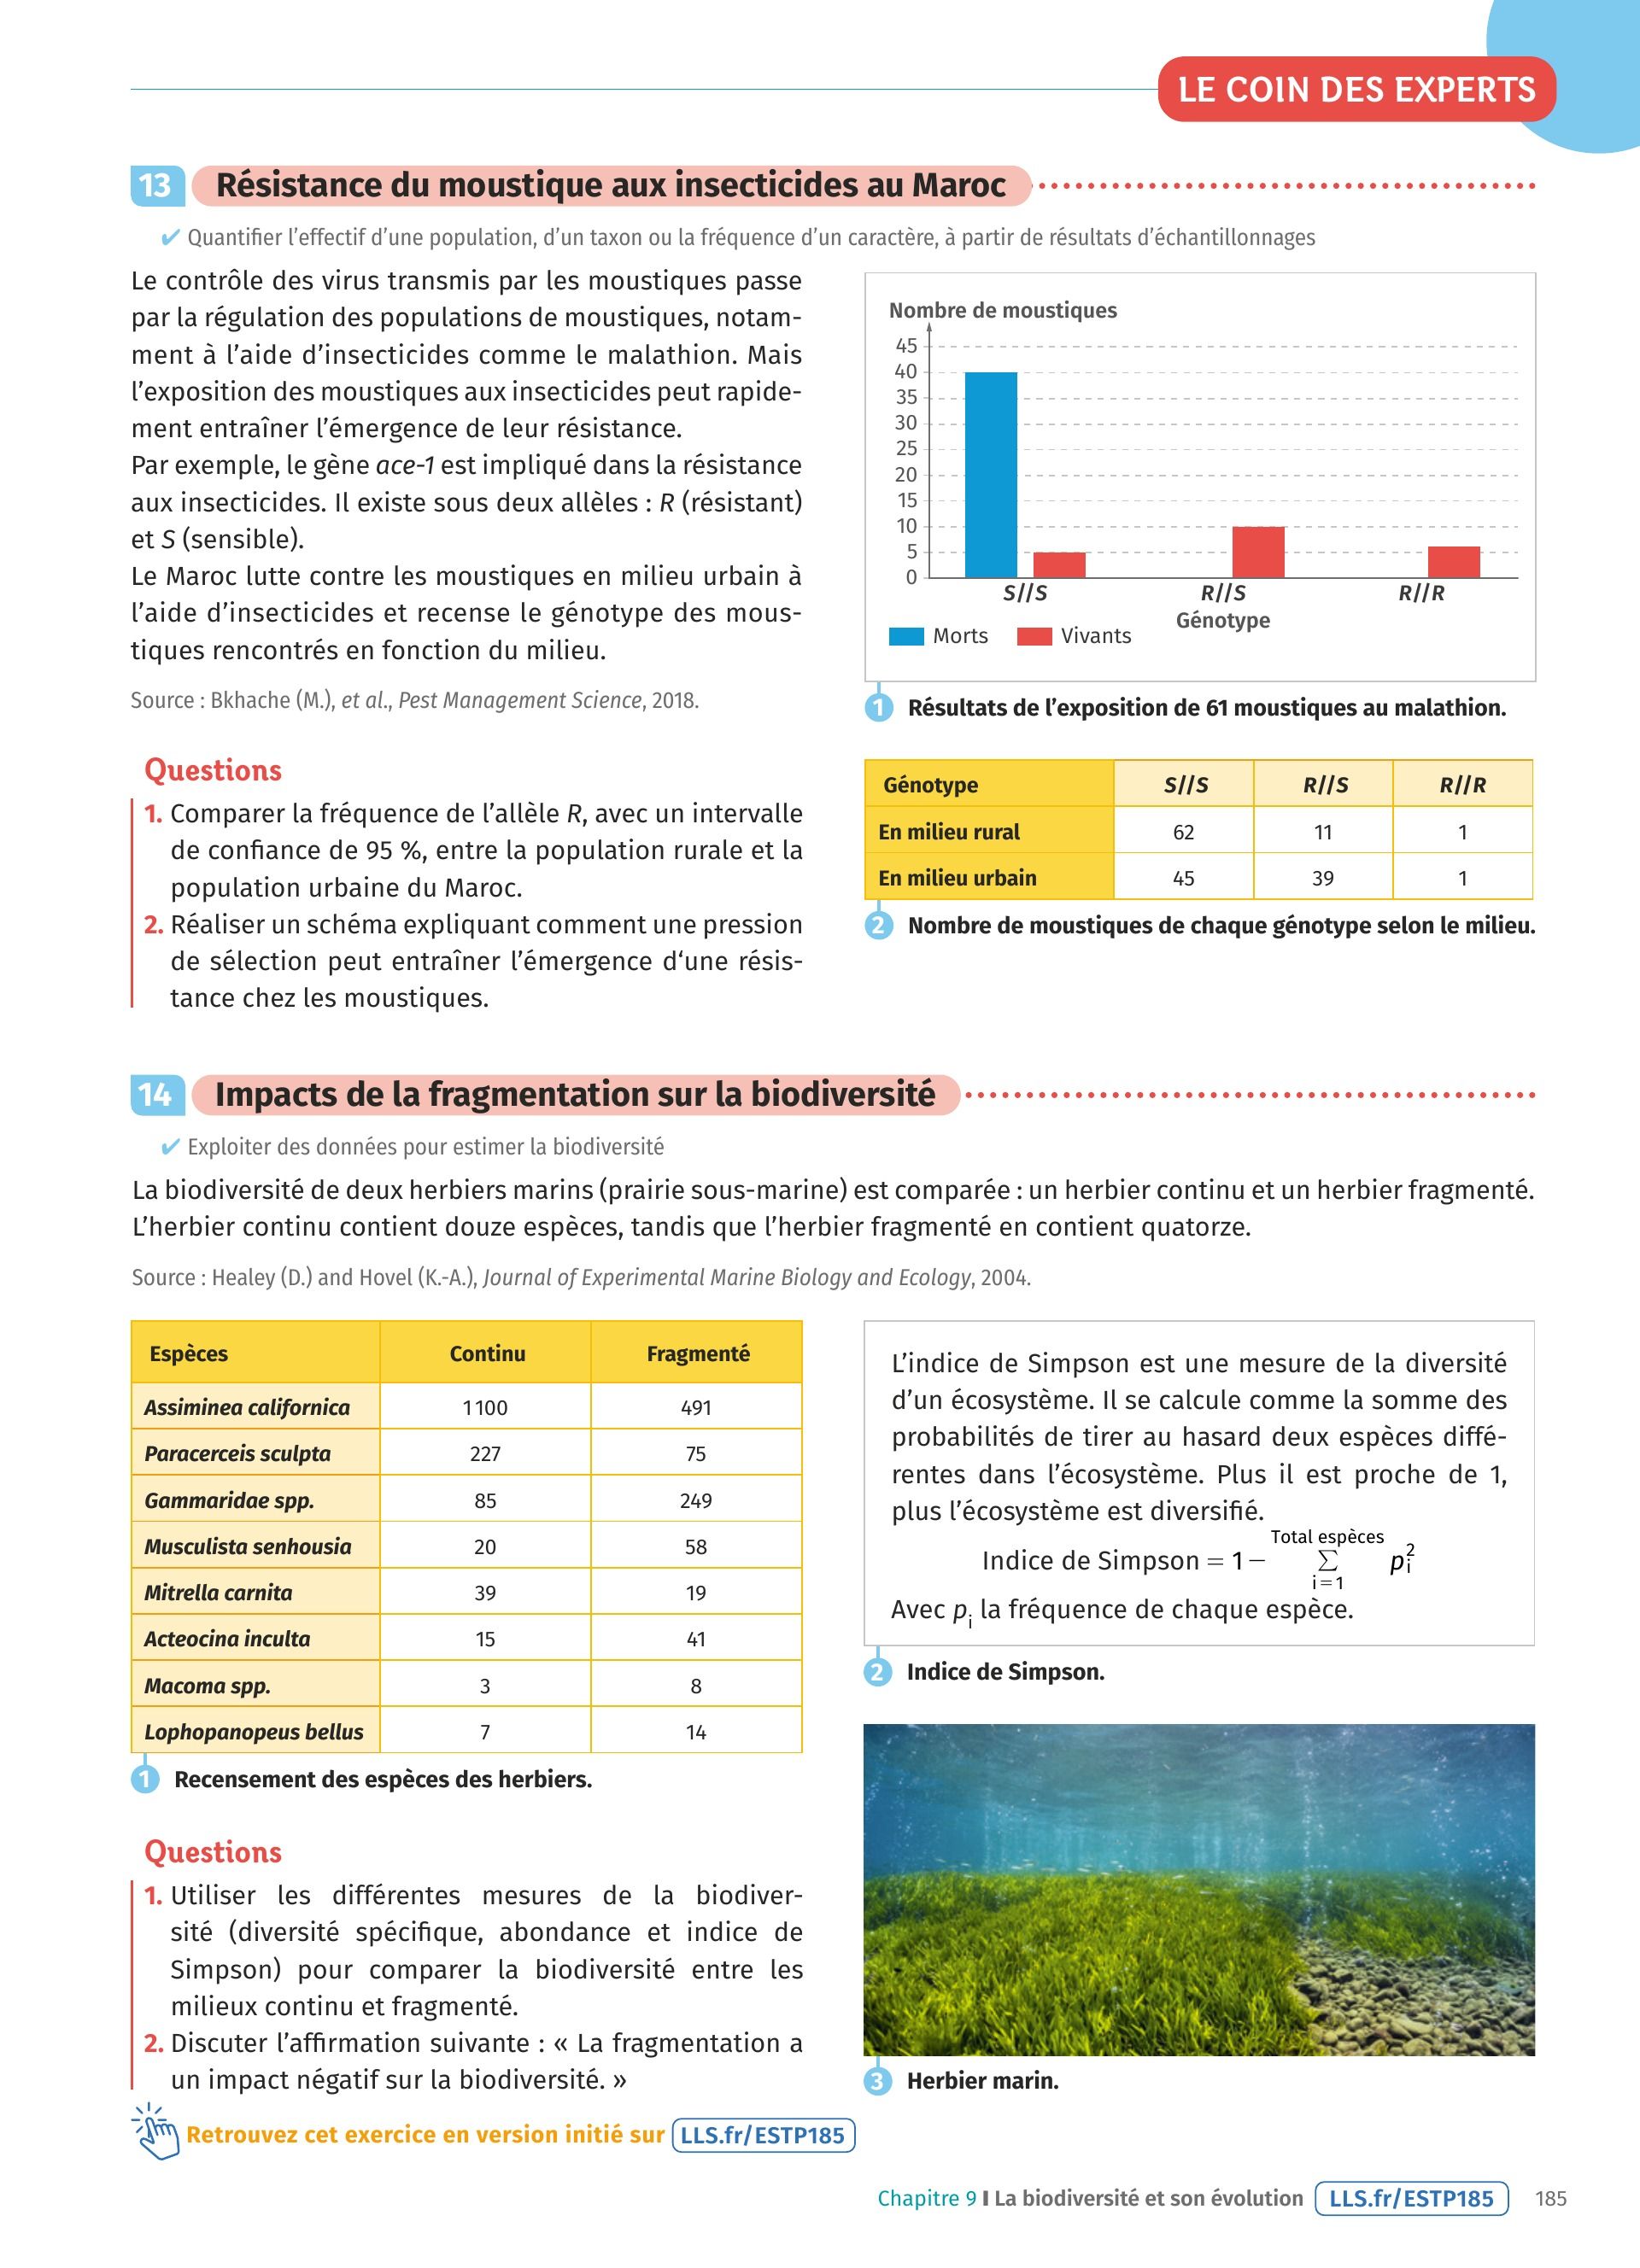 LE COIN DES EXPERTS
13 Résistance du moustique aux insecticides au Maroc
✔ Quantifier l'effectif d'une population, d'un taxon ou la fréquence d'un caractère, à partir de résultats d'échantillonnages
Le contrôle des virus transmis par les moustiques passe
par la régulation des populations de moustiques, notam-
ment à l'aide d'insecticides comme le malathion. Mais
l'exposition des moustiques aux insecticides peut rapide-
ment entraîner l'émergence de leur résistance.
Par exemple, le gène ace-1 est impliqué dans la résistance
aux insecticides. Il existe sous deux allèles : R (résistant)
et S (sensible).
Le Maroc lutte contre les moustiques en milieu urbain à
l'aide d'insecticides et recense le génotype des mous-
tiques rencontrés en fonction du milieu.
Source : Bkhache (M.), et al., Pest Management Science, 2018.
Questions
1. Comparer la fréquence de l'allèle R, avec un intervalle
de confiance de 95 %, entre la population rurale et la
population urbaine du Maroc.
2. Réaliser un schéma expliquant comment une pression
de sélection peut entraîner l'émergence d‘une résis-
tance chez les moustiques.
Nombre de moustiques
45
40
35
30
25
20
15
10
5
0
S//S R//S R//R
Génotype
Morts Vivants
1 Résultats de l'exposition de 61 moustiques au malathion.
Génotype S//S R//S R//R
En milieu rural 62 11 1
En milieu urbain 45 39 1
2 Nombre de moustiques de chaque génotype selon le milieu.
14 Impacts de la fragmentation sur la biodiversité
✔ Exploiter des données pour estimer la biodiversité
La biodiversité de deux herbiers marins (prairie sous-marine) est comparée : un herbier continu et un herbier fragmenté.
L'herbier continu contient douze espèces, tandis que l'herbier fragmenté en contient quatorze.
Source : Healey (D.) and Hovel (K.-A.), Journal of Experimental Marine Biology and Ecology, 2004.
Espèces Continu Fragmenté
Assiminea californica 1 100 491
Paracerceis sculpta 227 75
Gammaridae spp. 85 249
Musculista senhousia 20 58
Mitrella carnita 39 19
Acteocina inculta 15 41
Macoma spp. 3 8
Lophopanopeus bellus 7 14
1 Recensement des espèces des herbiers.
Questions
1. Utiliser les différentes mesures de la biodiver-
sité (diversité spécifique, abondance et indice de
Simpson) pour comparer la biodiversité entre les
milieux continu et fragmenté.
2. Discuter l'affirmation suivante : « La fragmentation a
un impact négatif sur la biodiversité. »
L'indice de Simpson est une mesure de la diversité
d'un écosystème. Il se calcule comme la somme des
probabilités de tirer au hasard deux espèces diffé-
rentes dans l'écosystème. Plus il est proche de 1,
plus l'écosystème est diversifié.
Total espèces
Indice de Simpson = 1 − ∑ pᵢ²
i = 1
Avec pᵢ la fréquence de chaque espèce.
2 Indice de Simpson.
3 Herbier marin.
Retrouvez cet exercice en version initié sur LLS.fr/ESTP185
Chapitre 9 I La biodiversité et son évolution LLS.fr/ESTP185 185